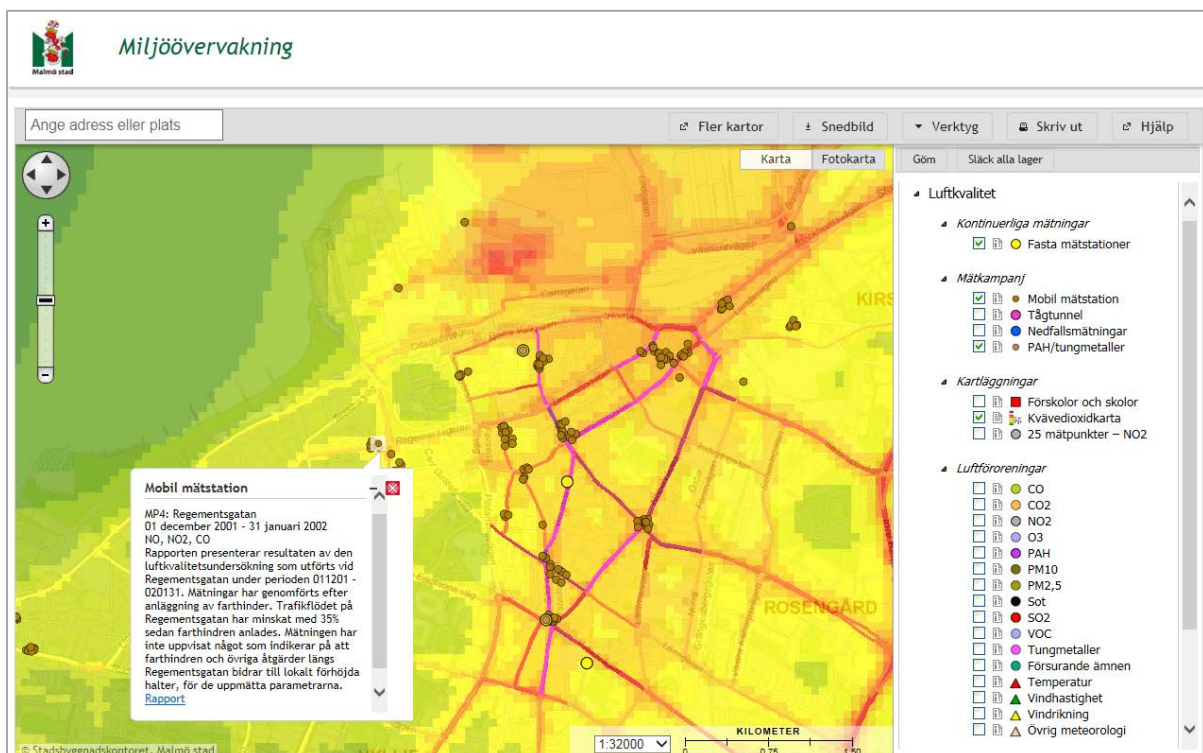 Malmö stad
Miljöövervakning
Ange adress eller plats
Fler kartor
Snedbild
Verktyg
Skriv ut
Hjälp
Karta
Fotokarta
Göm
Släck alla lager
Luftkvalitet
Kontinuerliga mätningar
Fasta mätstationer
Mätkampanj
Mobil mätstation
Tågtunnel
Nedfallsmätningar
PAH/tungmetaller
Kartläggningar
Förskolor och skolor
Kvävedioxidkarta
25 mätpunkter – NO2
Luftföroreningar
CO
CO2
NO2
O3
PAH
PM10
PM2,5
Sot
SO2
VOC
Tungmetaller
Försurande ämnen
Temperatur
Vindhastighet
Vindrikning
Övrig meteorologi
KIRS
Carlsgatan
Citadellsvägen
Norra Vallgatan
Regementsgatan
ROSENGÅRD
Mobil mätstation
MP4: Regementsgatan
01 december 2001 - 31 januari 2002
NO, NO2, CO
Rapporten presenterar resultaten av den
luftkvalitetsundersökning som utförts vid
Regementsgatan under perioden 011201 -
020131. Mätningar har genomförts efter
anläggning av farthinder. Trafikflödet på
Regementsgatan har minskat med 35%
sedan farthindren anlades. Mätningen har
inte uppvisat något som indikerar på att
farthindren och övriga åtgärder längs
Regementsgatan bidrar till lokalt förhöjda
halter, för de uppmätta parametrarna.
Rapport
© Stadsbyggnadskontoret, Malmö stad
1:32000
KILOMETER
0 0.75 1.50